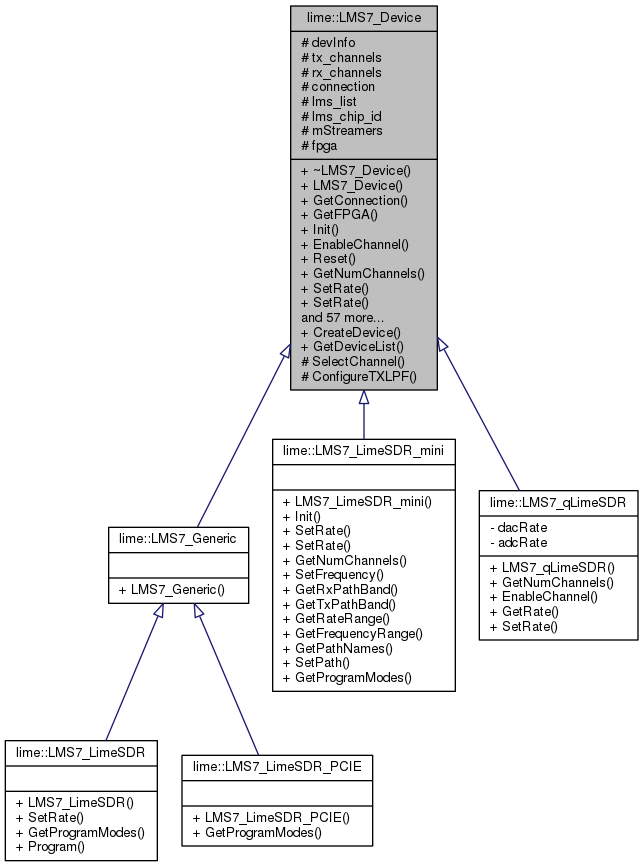 lime::LMS7_Device
# devInfo
# tx_channels
# rx_channels
# connection
# lms_list
# lms_chip_id
# mStreamers
# fpga
+ ~LMS7_Device()
+ LMS7_Device()
+ GetConnection()
+ GetFPGA()
+ Init()
+ EnableChannel()
+ Reset()
+ GetNumChannels()
+ SetRate()
+ SetRate()
and 57 more...
+ CreateDevice()
+ GetDeviceList()
# SelectChannel()
# ConfigureTXLPF()
lime::LMS7_Generic
+ LMS7_Generic()
lime::LMS7_LimeSDR_mini
+ LMS7_LimeSDR_mini()
+ Init()
+ SetRate()
+ SetRate()
+ GetNumChannels()
+ SetFrequency()
+ GetRxPathBand()
+ GetTxPathBand()
+ GetRateRange()
+ GetFrequencyRange()
+ GetPathNames()
+ SetPath()
+ GetProgramModes()
lime::LMS7_qLimeSDR
- dacRate
- adcRate
+ LMS7_qLimeSDR()
+ GetNumChannels()
+ EnableChannel()
+ GetRate()
+ SetRate()
lime::LMS7_LimeSDR
+ LMS7_LimeSDR()
+ SetRate()
+ GetProgramModes()
+ Program()
lime::LMS7_LimeSDR_PCIE
+ LMS7_LimeSDR_PCIE()
+ GetProgramModes()